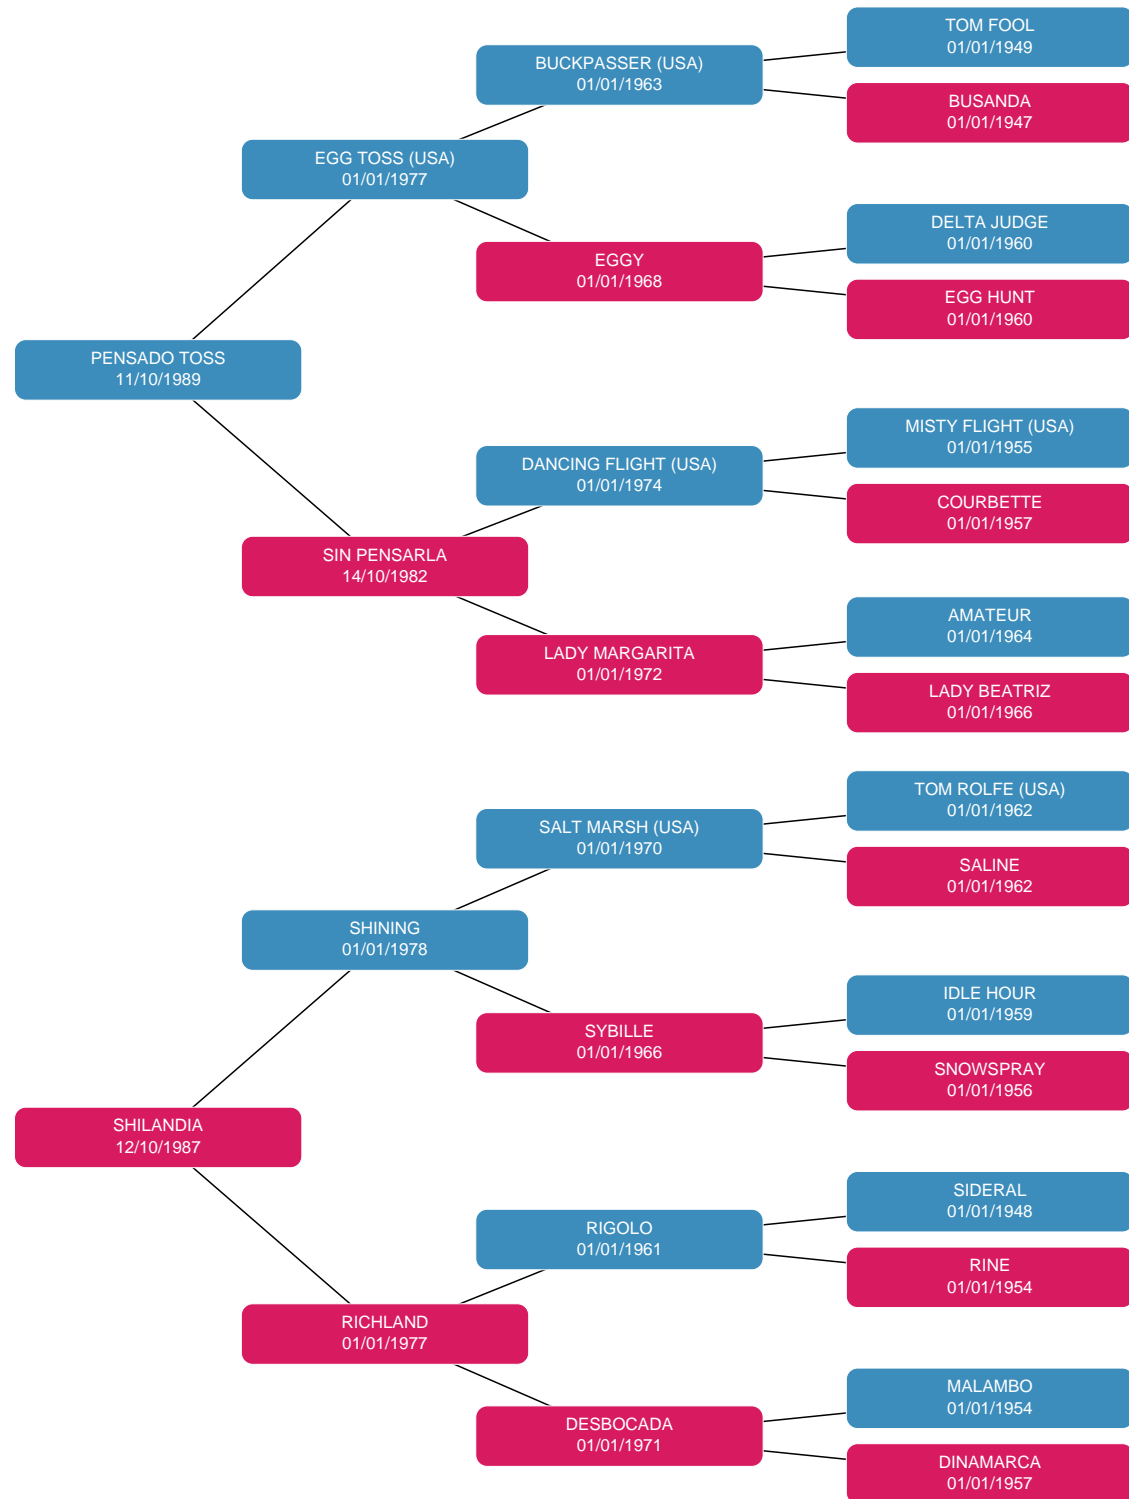 TOM FOOL
01/01/1949
BUCKPASSER (USA)
01/01/1963
BUSANDA
01/01/1947
EGG TOSS (USA)
01/01/1977
DELTA JUDGE
01/01/1960
EGGY
01/01/1968
EGG HUNT
01/01/1960
PENSADO TOSS
11/10/1989
MISTY FLIGHT (USA)
01/01/1955
DANCING FLIGHT (USA)
01/01/1974
COURBETTE
01/01/1957
SIN PENSARLA
14/10/1982
AMATEUR
01/01/1964
LADY MARGARITA
01/01/1972
LADY BEATRIZ
01/01/1966
TOM ROLFE (USA)
01/01/1962
SALT MARSH (USA)
01/01/1970
SALINE
01/01/1962
SHINING
01/01/1978
IDLE HOUR
01/01/1959
SYBILLE
01/01/1966
SNOWSPRAY
01/01/1956
SHILANDIA
12/10/1987
SIDERAL
01/01/1948
RIGOLO
01/01/1961
RINE
01/01/1954
RICHLAND
01/01/1977
MALAMBO
01/01/1954
DESBOCADA
01/01/1971
DINAMARCA
01/01/1957